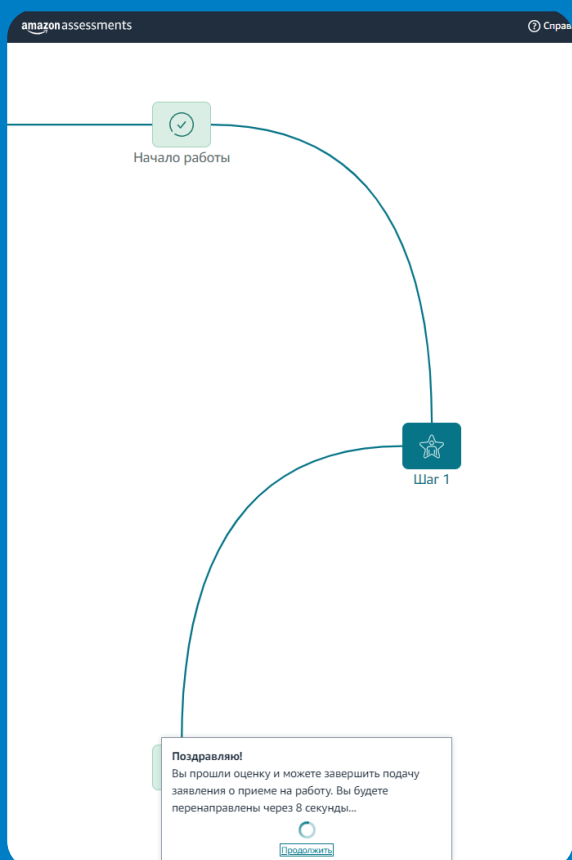 amazon assessments
Справ
Начало работы
Шаг 1
Поздравляю!
Вы прошли оценку и можете завершить подачу
заявления о приеме на работу. Вы будете
перенаправлены через 8 секунды...
Продолжить